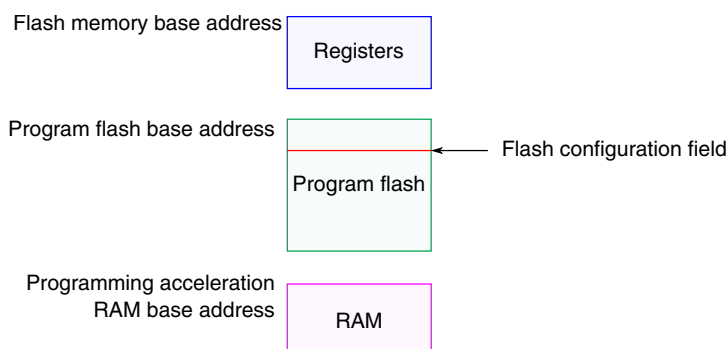 Flash memory base address
Registers
Program flash base address
Flash configuration field
Program flash
Programming acceleration
RAM base address
RAM